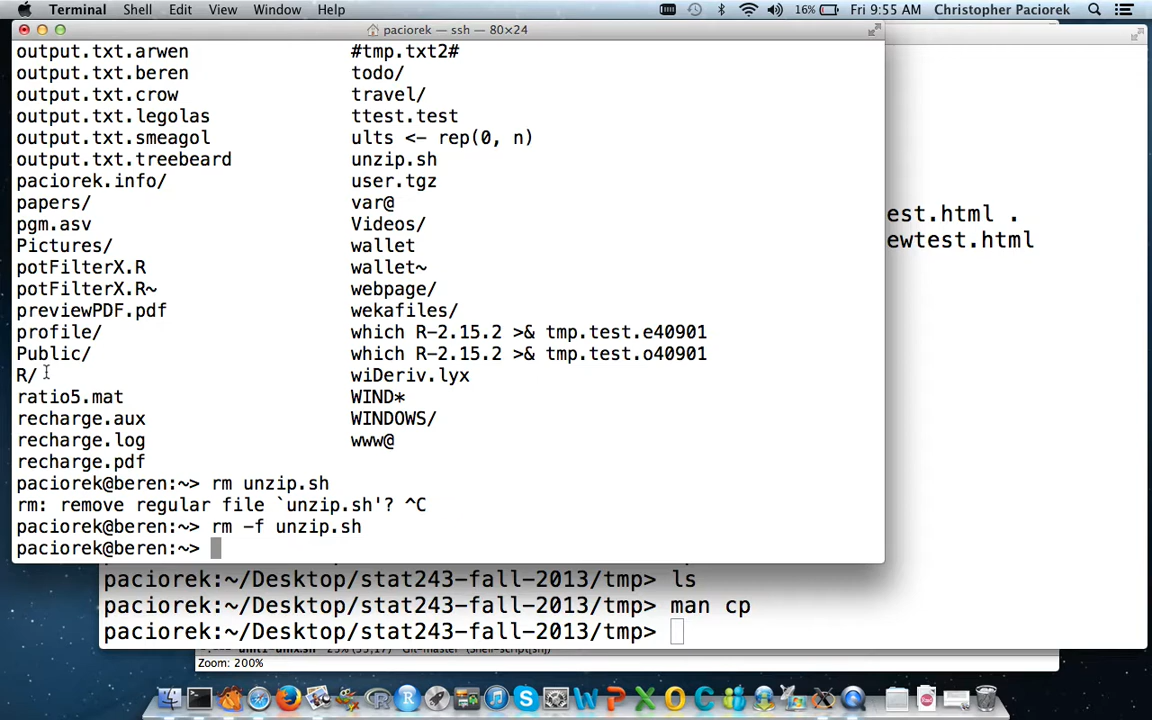 Terminal Shell Edit View Window Help 16% Fri 9:55 AM Christopher Paciorek
paciorek — ssh — 80×24
output.txt.arwen #tmp.txt2#
output.txt.beren todo/
output.txt.crow travel/
output.txt.legolas ttest.test
output.txt.smeagol ults <- rep(0, n)
output.txt.treebeard unzip.sh
paciorek.info/ user.tgz
papers/ var@
pgm.asv Videos/
Pictures/ wallet
potFilterX.R wallet~
potFilterX.R~ webpage/
previewPDF.pdf wekafiles/
profile/ which R-2.15.2 >& tmp.test.e40901
Public/ which R-2.15.2 >& tmp.test.o40901
R/ wiDeriv.lyx
ratio5.mat WIND*
recharge.aux WINDOWS/
recharge.log www@
recharge.pdf
paciorek@beren:~> rm unzip.sh
rm: remove regular file `unzip.sh'? ^C
paciorek@beren:~> rm -f unzip.sh
paciorek@beren:~>
est.html .
ewtest.html
paciorek:~/Desktop/stat243-fall-2013/tmp> ls
paciorek:~/Desktop/stat243-fall-2013/tmp> man cp
paciorek:~/Desktop/stat243-fall-2013/tmp>
Zoom: 200%